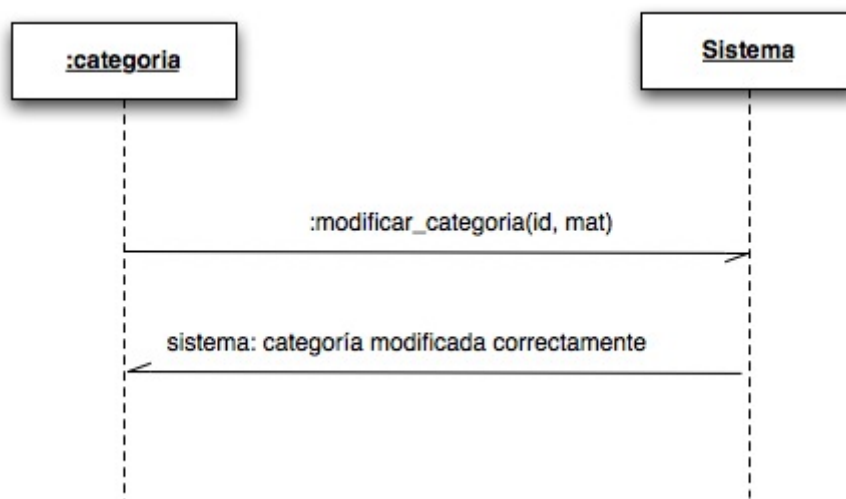 :categoria
Sistema
:modificar_categoria(id, mat)
sistema: categoría modificada correctamente